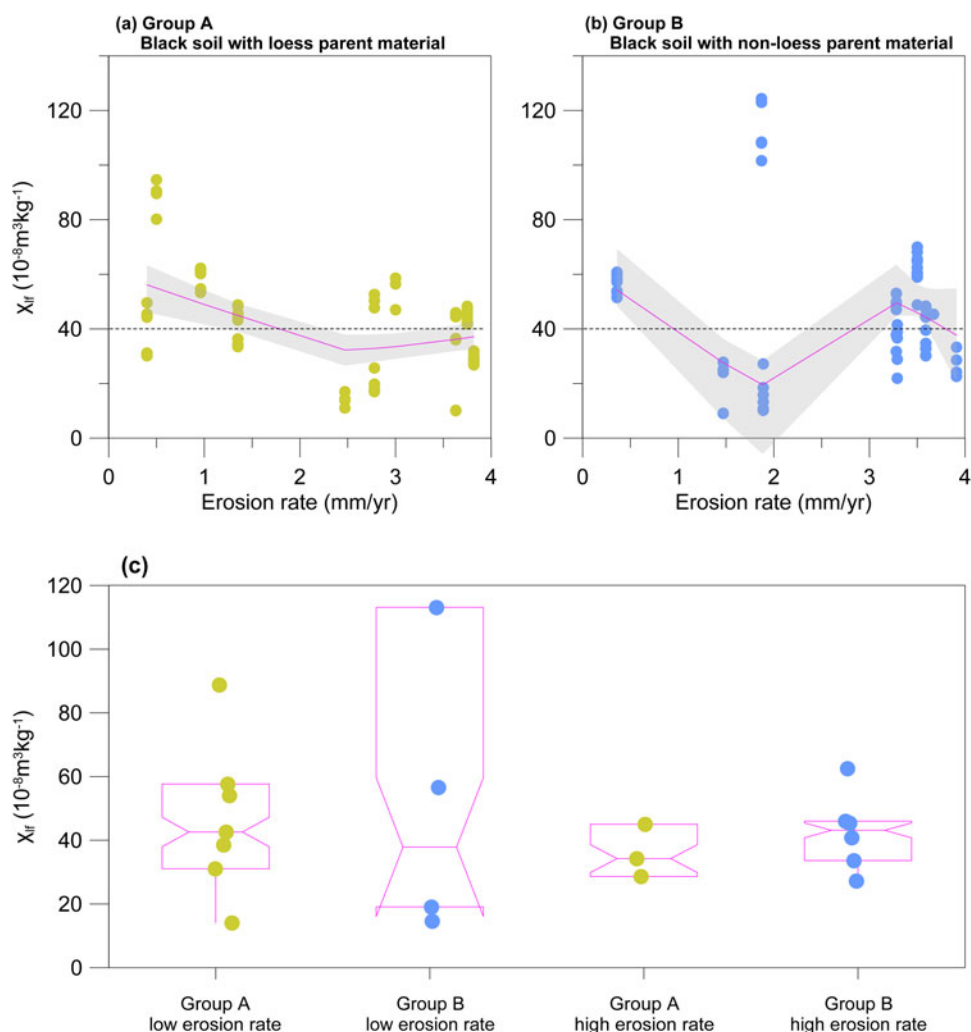 (a) Group A
Black soil with loess parent material
(b) Group B
Black soil with non-loess parent material
120
80
40
0
χlf (10⁻⁸m³kg⁻¹)
0 1 2 3 4
Erosion rate (mm/yr)
120
80
40
0
0 1 2 3 4
Erosion rate (mm/yr)
(c)
120
100
80
60
40
20
0
χlf (10⁻⁸m³kg⁻¹)
Group A
low erosion rate
Group B
low erosion rate
Group A
high erosion rate
Group B
high erosion rate